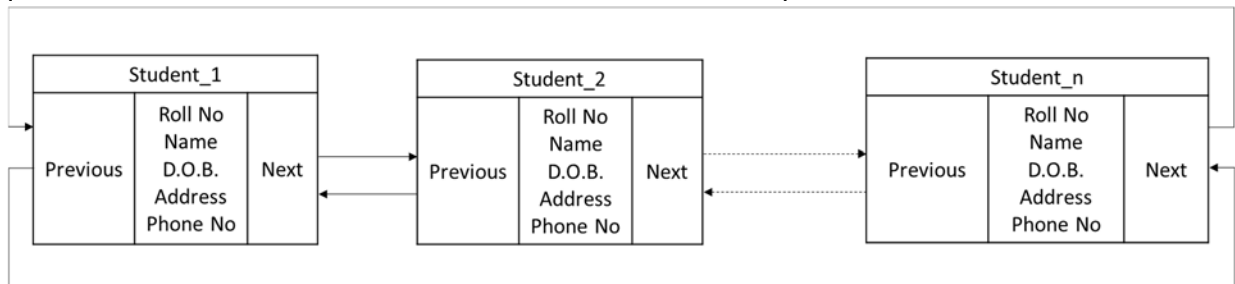 Student_1
Previous
Roll No
Name
D.O.B.
Address
Phone No
Next
Student_2
Previous
Roll No
Name
D.O.B.
Address
Phone No
Next
Student_n
Previous
Roll No
Name
D.O.B.
Address
Phone No
Next